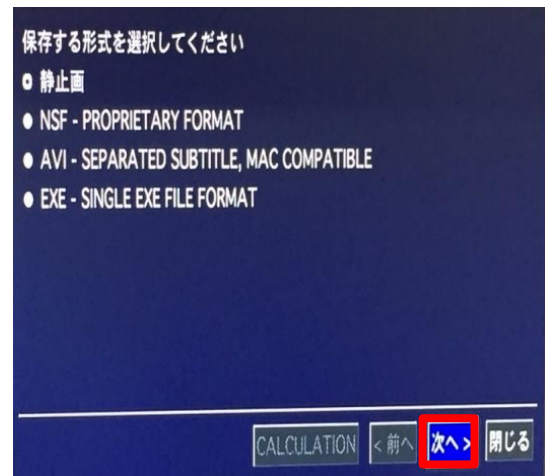 保存する形式を選択してください
静止画
NSF - PROPRIETARY FORMAT
AVI - SEPARATED SUBTITLE, MAC COMPATIBLE
EXE - SINGLE EXE FILE FORMAT
CALCULATION < 前へ 次へ > 閉じる